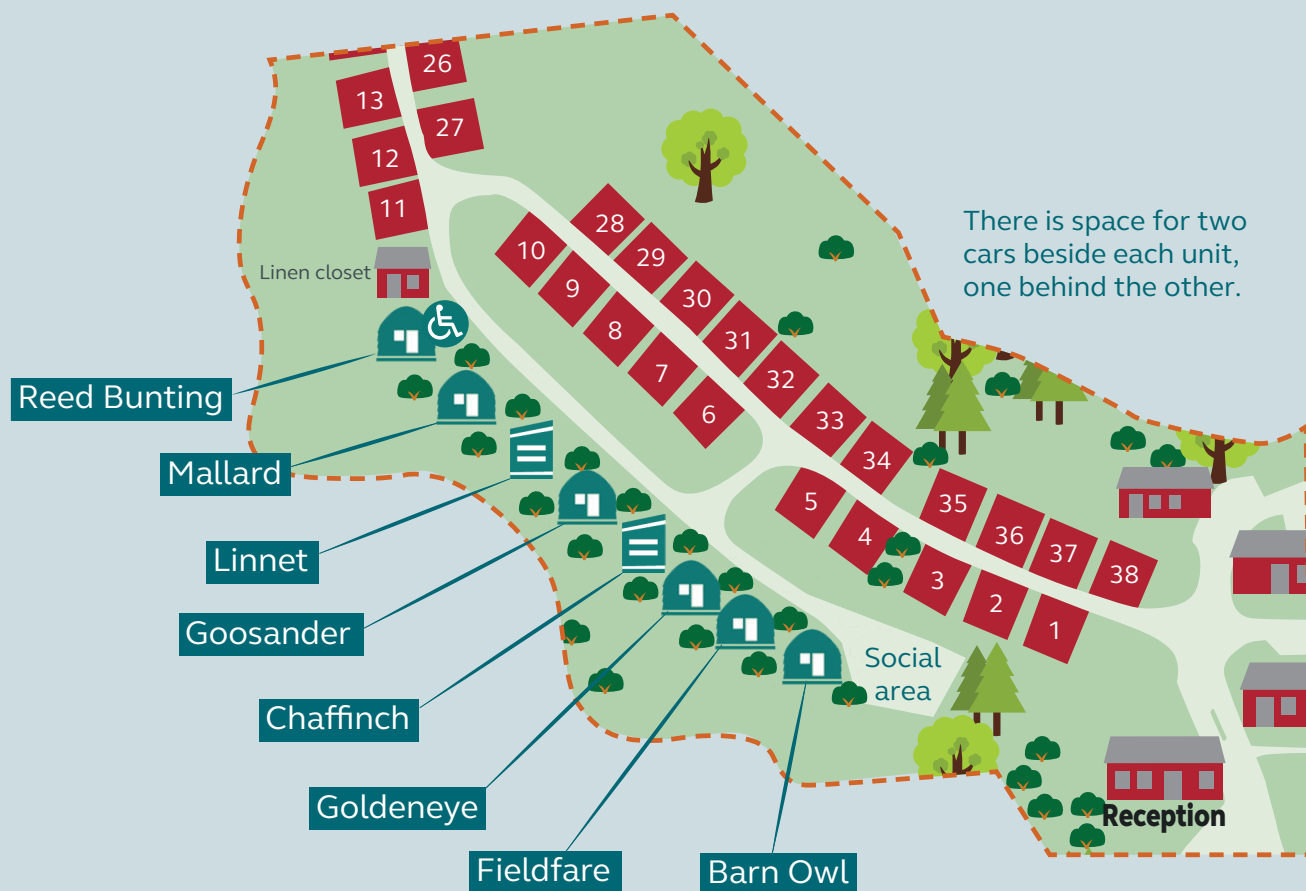 26
13
27
12
11
Linen closet
28
10
29
9
30
8
31
7
32
6
33
34
5
35
4
36
37
3
38
2
1
There is space for two
cars beside each unit,
one behind the other.
Reed Bunting
Mallard
Linnet
Goosander
Chaffinch
Goldeneye
Fieldfare
Barn Owl
Social
area
Reception